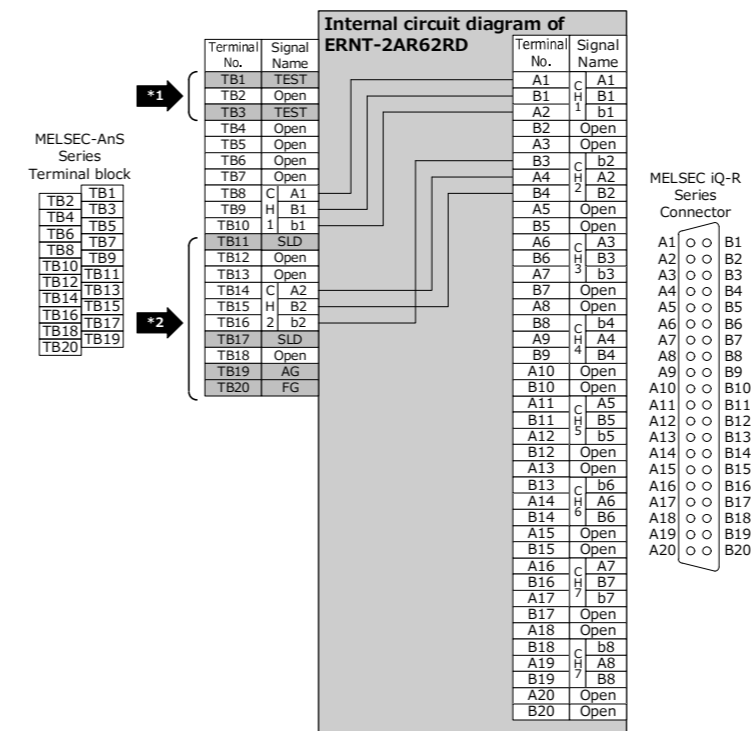 Internal circuit diagram of
ERNT-2AR62RD
Terminal No. Signal Name
TB1 TEST
TB2 Open
TB3 TEST
TB4 Open
TB5 Open
TB6 Open
TB7 Open
TB8 CH1 A1
TB9 B1
TB10 b1
TB11 SLD
TB12 Open
TB13 Open
TB14 CH2 A2
TB15 B2
TB16 b2
TB17 SLD
TB18 Open
TB19 AG
TB20 FG
*1
*2
MELSEC-AnS
Series
Terminal block
TB1
TB2
TB3
TB4
TB5
TB6
TB7
TB8
TB9
TB10
TB11
TB12
TB13
TB14
TB15
TB16
TB17
TB18
TB19
TB20
Terminal No. Signal Name
A1 CH1 A1
B1 B1
A2 b1
B2 Open
A3 Open
B3 CH2 b2
A4 A2
B4 B2
A5 Open
B5 Open
A6 CH3 A3
B6 B3
A7 b3
B7 Open
A8 Open
B8 CH4 b4
A9 A4
B9 B4
A10 Open
B10 Open
A11 CH5 A5
B11 B5
A12 b5
B12 Open
A13 Open
B13 CH6 b6
A14 A6
B14 B6
A15 Open
B15 Open
A16 CH7 A7
B16 B7
A17 b7
B17 Open
A18 Open
B18 CH7 b8
A19 A8
B19 B8
A20 Open
B20 Open
MELSEC iQ-R
Series
Connector
A1 B1
A2 B2
A3 B3
A4 B4
A5 B5
A6 B6
A7 B7
A8 B8
A9 B9
A10 B10
A11 B11
A12 B12
A13 B13
A14 B14
A15 B15
A16 B16
A17 B17
A18 B18
A19 B19
A20 B20